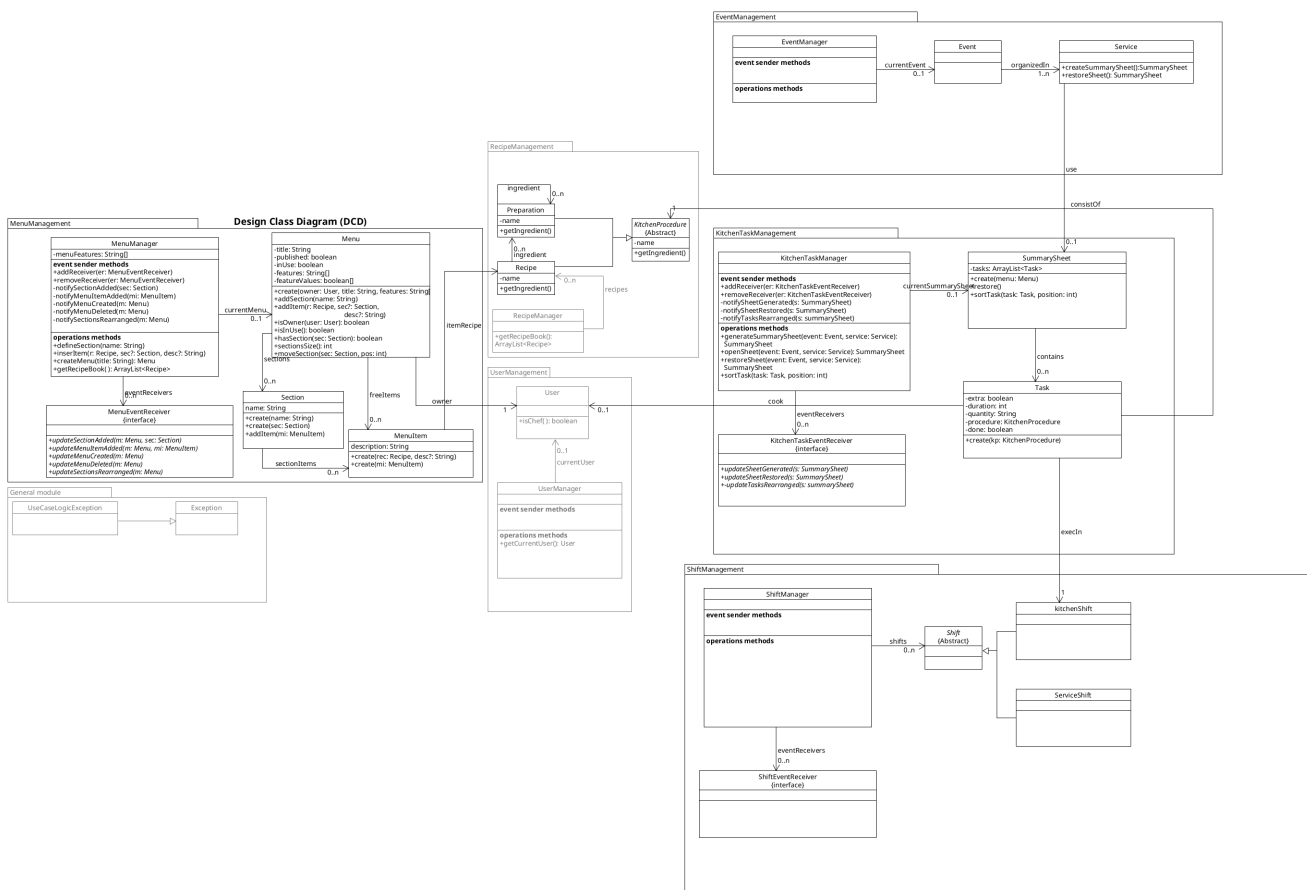 EventManagement
EventManager
event sender methods
operations methods
currentEvent
0..1
Event
organizedIn
1..n
Service
+createSummarySheet():SummarySheet
+restoreSheet(): SummarySheet
use
0..1
RecipeManagement
ingredient
0..n
Preparation
-name
+getIngredient()
0..n
ingredient
Recipe
-name
+getIngredient()
KitchenProcedure
{Abstract}
-name
+getIngredient()
0..n
recipes
RecipeManager
+getRecipeBook():
ArrayList<Recipe>
1
consistOf
Design Class Diagram (DCD)
MenuManagement
MenuManager
-menuFeatures: String[]
event sender methods
+addReceiver(er: MenuEventReceiver)
+removeReceiver(er: MenuEventReceiver)
-notifySectionAdded(sec: Section)
-notifyMenuItemAdded(mi: MenuItem)
-notifyMenuCreated(m: Menu)
-notifyMenuDeleted(m: Menu)
-notifySectionsRearranged(m: Menu)
operations methods
+defineSection(name: String)
+insertItem(r: Recipe, sec?: Section, desc?: String)
+createMenu(title: String): Menu
+getRecipeBook( ): ArrayList<Recipe>
currentMenu
0..1
Menu
-title: String
-published: boolean
-inUse: boolean
-features: String[]
-featureValues: boolean[]
+create(owner: User, title: String, features: String[
+addSection(name: String)
+addItem(r: Recipe, sec?: Section,
desc?: String)
+isOwner(user: User): boolean
+isInUse(): boolean
+hasSection(sec: Section): boolean
+sectionsSize(): int
+moveSection(sec: Section, pos: int)
eventReceivers
0..n
MenuEventReceiver
{interface}
+updateSectionAdded(m: Menu, sec: Section)
+updateMenuItemAdded(m: Menu, mi: MenuItem)
+updateMenuCreated(m: Menu)
+updateMenuDeleted(m: Menu)
+updateSectionsRearranged(m: Menu)
sections
0..n
Section
name: String
+create(name: String)
+create(sec: Section)
+addItem(mi: MenuItem)
sectionItems
0..n
freeItems
0..n
MenuItem
description: String
+create(rec: Recipe, desc?: String)
+create(mi: MenuItem)
itemRecipe
owner
1
UserManagement
User
+isChef( ): boolean
0..1
cook
0..1
currentUser
UserManager
event sender methods
operations methods
+getCurrentUser(): User
General module
UseCaseLogicException
Exception
KitchenTaskManagement
KitchenTaskManager
event sender methods
+addReceiver(er: KitchenTaskEventReceiver)
+removeReceiver(er: KitchenTaskEventReceiver)
-notifySheetGenerated(s: SummarySheet)
-notifySheetRestored(s: SummarySheet)
-notifyTasksRearranged(s: SummarySheet)
operations methods
+generateSummarySheet(event: Event, service: Service):
SummarySheet
+openSheet(event: Event, service: Service): SummarySheet
+restoreSheet(event: Event, service: Service):
SummarySheet
+sortTask(task: Task, position: int)
currentSummarySheet
0..1
SummarySheet
-tasks: ArrayList<Task>
+create(menu: Menu)
+restore()
+sortTask(task: Task, position: int)
contains
0..n
Task
-extra: boolean
-duration: int
-quantity: String
-procedure: KitchenProcedure
-done: boolean
+create(kp: KitchenProcedure)
eventReceivers
0..n
KitchenTaskEventReceiver
{interface}
+updateSheetGenerated(s: SummarySheet)
+updateSheetRestored(s: SummarySheet)
+-updateTasksRearranged(s: summarySheet)
execIn
1
ShiftManagement
ShiftManager
event sender methods
operations methods
shifts
0..n
Shift
{Abstract}
kitchenShift
ServiceShift
eventReceivers
0..n
ShiftEventReceiver
{interface}